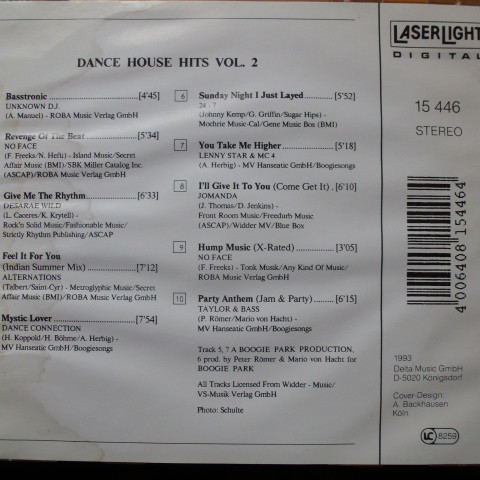 DANCE HOUSE HITS VOL. 2
Basstronic ........................[4'45]
UNKNOWN D.J.
(A. Manuel) - ROBA Music Verlag GmbH
Revenge Of The Beat ........................[5'34]
NO FACE
(F. Freeks/N. Hefti) - Island Music/Secret
Affair Music (BMI)/SBK Miller Catalog Inc.
(ASCAP)/ROBA Music Verlag GmbH
Give Me The Rhythm ........................[6'33]
DESARAE WILD
(L. Caceres/K. Krytell) -
Rock'n Solid Music/Fashionable Music/
Strictly Rhythm Publishing/ASCAP
Feel It For You
(Indian Summer Mix) ........................[7'12]
ALTERNATIONS
(Talbert/Saint-Cyr) - Metroglyphic Music/Secret
Affair Music (BMI)/ROBA Music Verlag GmbH
Mystic Lover ........................[7'54]
DANCE CONNECTION
(H. Koppold/H. Böhme/A. Herbig) -
MV Hanseatic GmbH/Boogiesongs
6 Sunday Night I Just Layed ................[5'52]
24 - 7
(Johnny Kemp/G. Griffin/Sugar Hips) -
Mochrie Music-Cal/Gene Music Box (BMI)
7 You Take Me Higher ........................[5'18]
LENNY STAR & MC 4
(A. Herbig) - MV Hanseatic GmbH/Boogiesongs
8 I'll Give It To You (Come Get It) . [6'10]
JOMANDA
(J. Thomas/D. Jenkins) -
Front Room Music/Freedurb Music
(ASCAP)/Widder MV/Blue Box
9 Hump Music (X-Rated) ....................[3'05]
NO FACE
(F. Freeks) - Tonk Musik/Any Kind Of Music/
ROBA Music Verlag GmbH
10 Party Anthem (Jam & Party) ........[6'15]
TAYLOR & BASS
(P. Römer/Mario von Hacht) -
MV Hanseatic GmbH/Boogiesongs
Track 5, 7 A BOOGIE PARK PRODUCTION,
6 prod. by Peter Römer & Mario von Hacht for
BOOGIE PARK
All Tracks Licensed From Widder - Music/
VS-Musik Verlag GmbH
Photo: Schulte
LASERLIGHT
DIGITAL
15 446
STEREO
4 006408 154464
1993
Delta Music GmbH
D-5020 Königsdorf
Cover-Design:
A. Backhausen
Köln
LC 8259